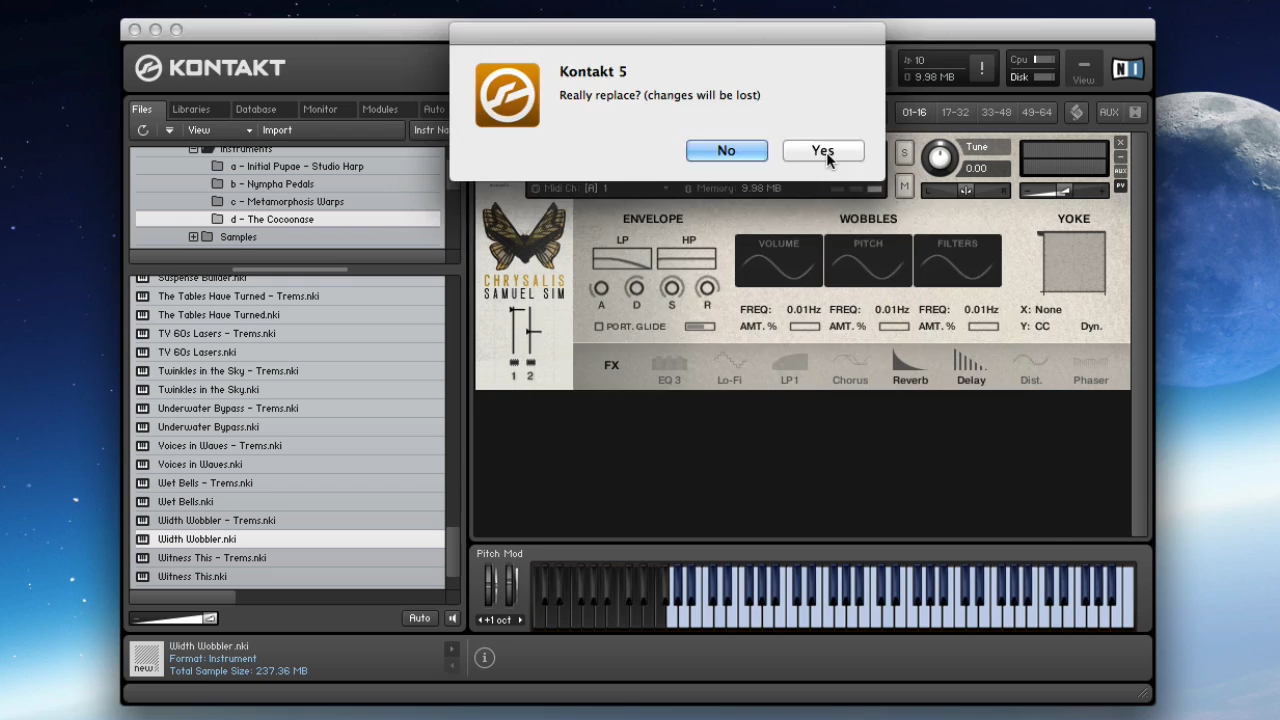 KONTAKT
Kontakt 5
Really replace? (changes will be lost)
No
Yes
10
9.98 MB
!
Cpu
Disk
View
NI
Files
Libraries
Database
Monitor
Modules
Auto
View
Import
Instr Na
01-16
17-32
33-48
49-64
AUX
Instruments
a - Initial Pupae - Studio Harp
b - Nympha Pedals
c - Metamorphosis Warps
d - The Cocoonase
Samples
Suspense Builder.nki
The Tables Have Turned - Trems.nki
The Tables Have Turned.nki
TV 60s Lasers - Trems.nki
TV 60s Lasers.nki
Twinkles in the Sky - Trems.nki
Twinkles in the Sky.nki
Underwater Bypass - Trems.nki
Underwater Bypass.nki
Voices in Waves - Trems.nki
Voices in Waves.nki
Wet Bells - Trems.nki
Wet Bells.nki
Width Wobbler - Trems.nki
Width Wobbler.nki
Witness This - Trems.nki
Witness This.nki
Auto
new
Width Wobbler.nki
Format: Instrument
Total Sample Size: 237.36 MB
S
M
Tune
0.00
L
R
AUX
PV
Midi Ch: [A] 1
Memory: 9.98 MB
CHRYSALIS
SAMUEL SIM
1 2
ENVELOPE
LP
HP
A D S R
PORT. GLIDE
WOBBLES
VOLUME
PITCH
FILTERS
FREQ: 0.01Hz
AMT. %
FREQ: 0.01Hz
AMT. %
FREQ: 0.01Hz
AMT. %
YOKE
X: None
Y: CC
Dyn.
FX
EQ 3
Lo-Fi
LP1
Chorus
Reverb
Delay
Dist.
Phaser
Pitch Mod
+1 oct